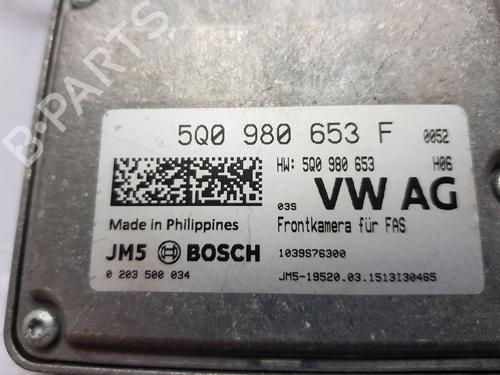 B-PARTS
5Q0 980 653 F 0052
HW: 5Q0 980 653 H06
03S VW AG
Made in Philippines
Frontkamera für FAS
JM5 BOSCH 1039S76300
0 203 500 034
JM5-19520.03.1513I30465